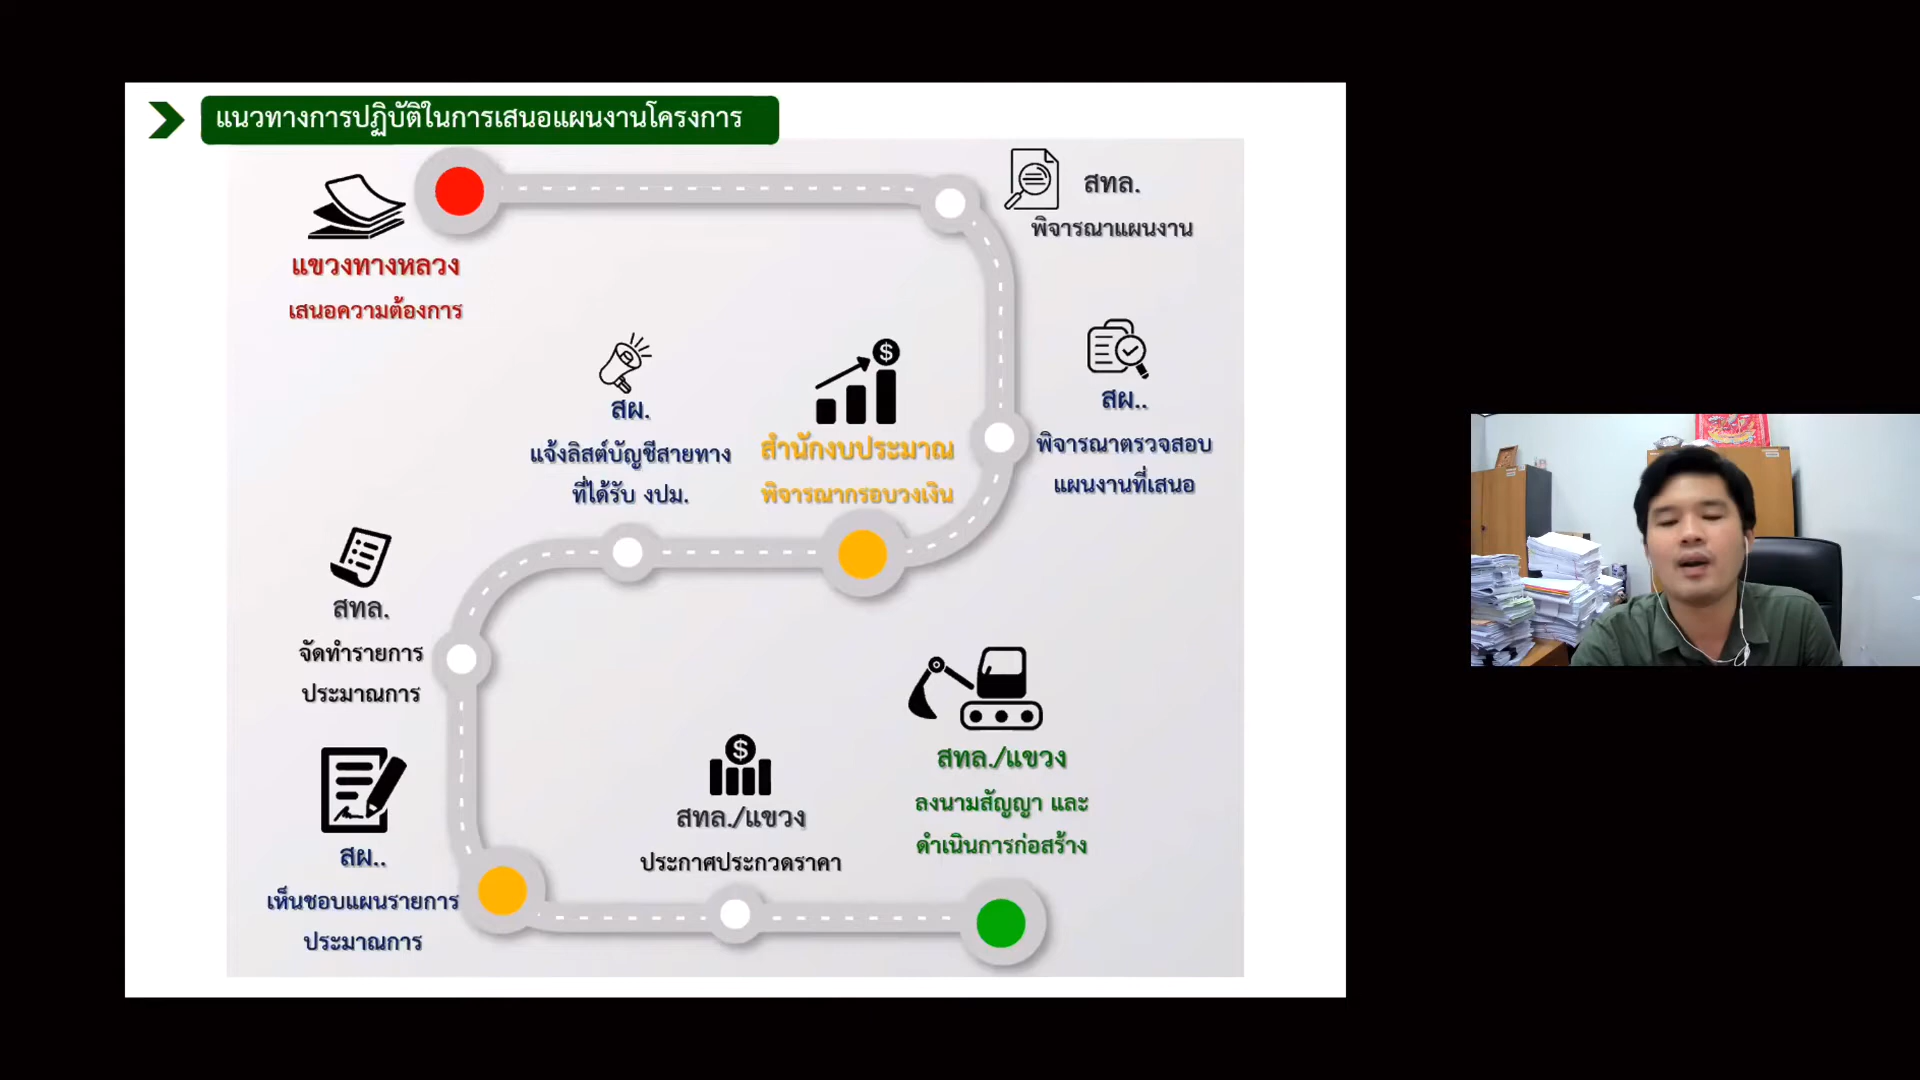 แนวทางการปฏิบัติในการเสนอแผนงานโครงการ
แขวงทางหลวง
เสนอความต้องการ
สทล.
พิจารณาแผนงาน
สผ..
พิจารณาตรวจสอบ
แผนงานที่เสนอ
สำนักงบประมาณ
พิจารณากรอบวงเงิน
สผ.
แจ้งลิสต์บัญชีสายทาง
ที่ได้รับ งปม.
สทล.
จัดทำรายการ
ประมาณการ
สผ..
เห็นชอบแผนรายการ
ประมาณการ
สทล./แขวง
ประกาศประกวดราคา
สทล./แขวง
ลงนามสัญญา และ
ดำเนินการก่อสร้าง